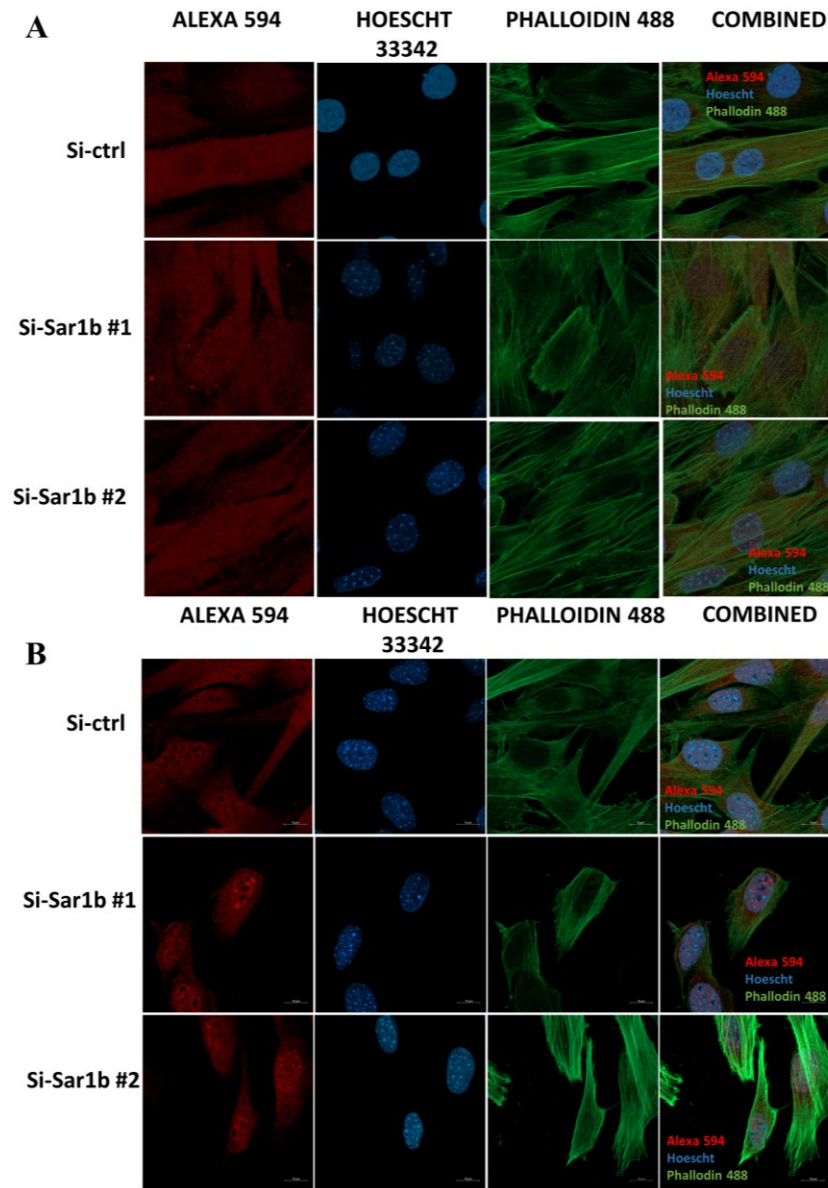 A
ALEXA 594
HOESCHT
33342
PHALLOIDIN 488
COMBINED
Si-ctrl
Alexa 594
Hoescht
Phallodin 488
Si-Sar1b #1
Alexa 594
Hoescht
Phallodin 488
Si-Sar1b #2
Alexa 594
Hoescht
Phallodin 488
B
ALEXA 594
HOESCHT
33342
PHALLOIDIN 488
COMBINED
Si-ctrl
Alexa 594
Hoescht
Phallodin 488
Si-Sar1b #1
Alexa 594
Hoescht
Phallodin 488
Si-Sar1b #2
Alexa 594
Hoescht
Phallodin 488